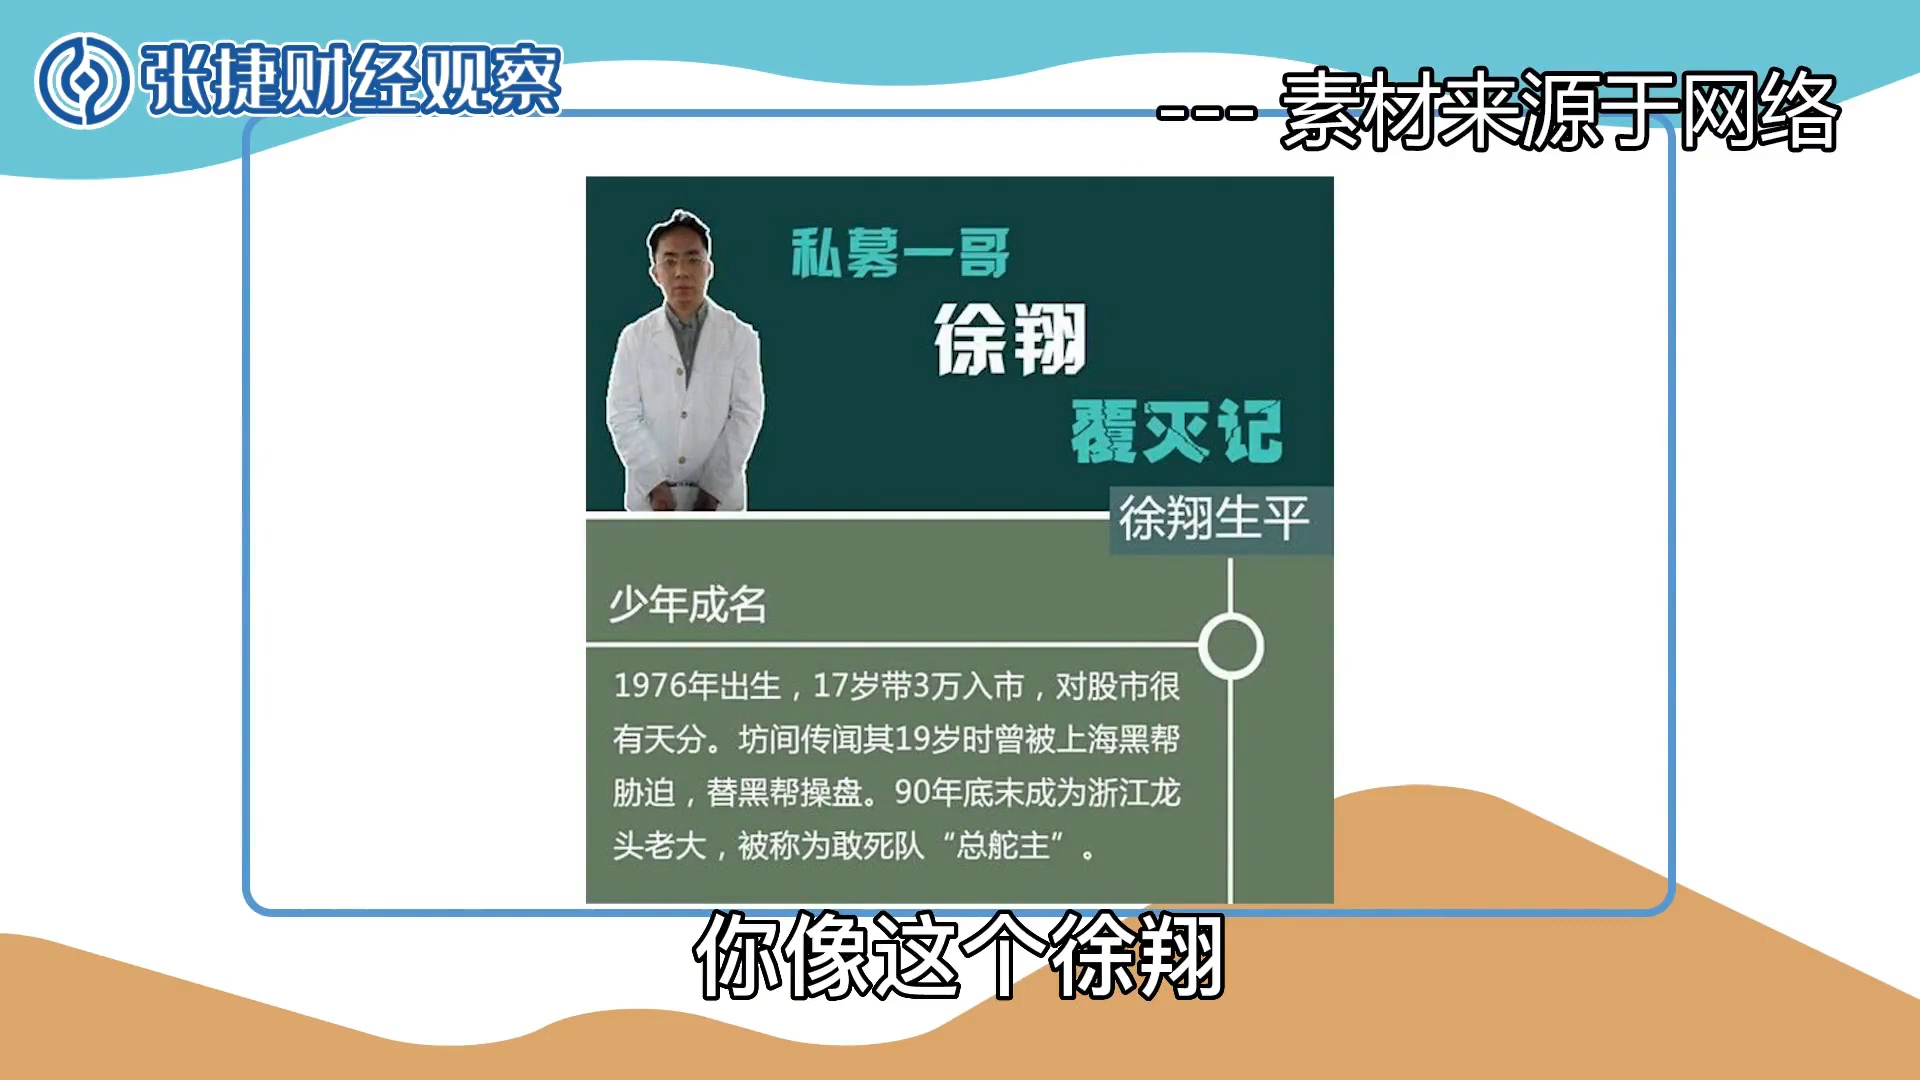 张捷财经观察
--- 素材来源于网络
私募一哥
徐翔
覆灭记
徐翔生平
少年成名
1976年出生，17岁带3万入市，对股市很
有天分。坊间传闻其19岁时曾被上海黑帮
胁迫，替黑帮操盘。90年底末成为浙江龙
头老大，被称为敢死队“总舵主”。
你像这个徐翔